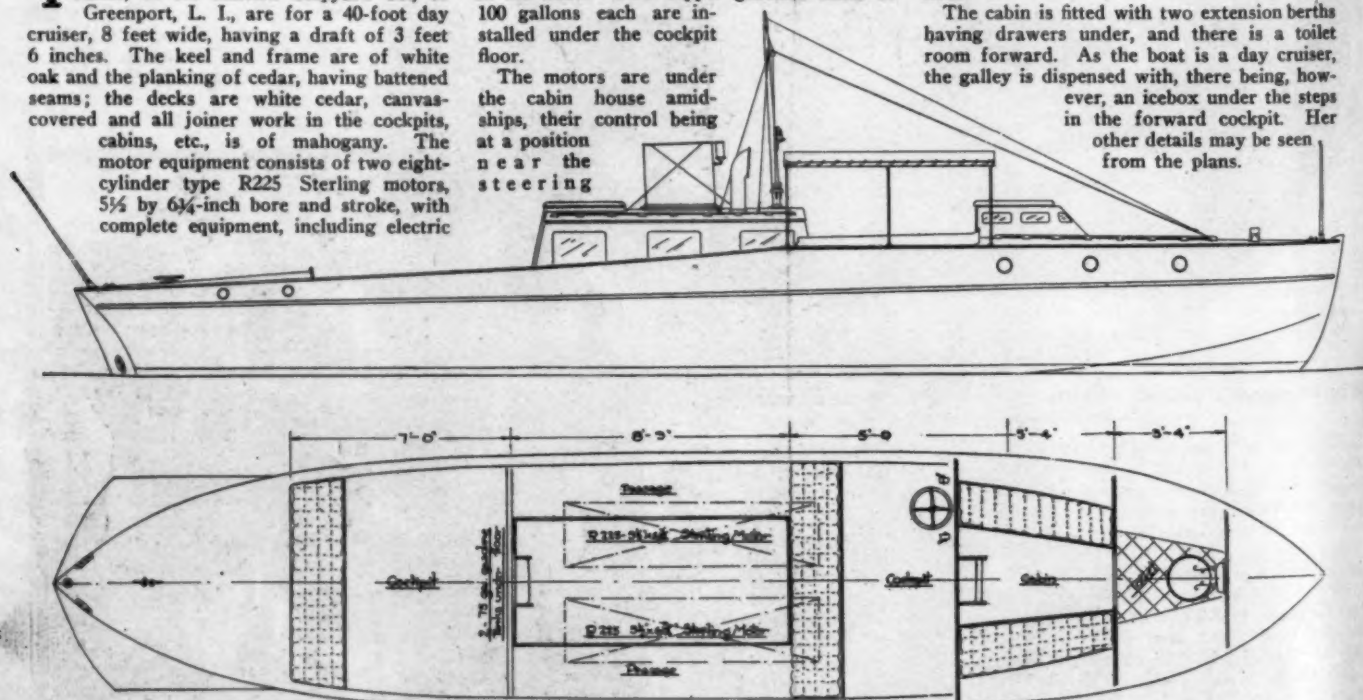 Greenport, L. I., are for a 40-foot day
cruiser, 8 feet wide, having a draft of 3 feet
6 inches. The keel and frame are of white
oak and the planking of cedar, having battened
seams; the decks are white cedar, canvas-
covered and all joiner work in the cockpits,
cabins, etc., is of mahogany. The
motor equipment consists of two eight-
cylinder type R225 Sterling motors,
5½ by 6¼-inch bore and stroke, with
complete equipment, including electric
100 gallons each are in-
stalled under the cockpit
floor.
The motors are under
the cabin house amid-
ships, their control being
at a position
near the
steering
The cabin is fitted with two extension berths
having drawers under, and there is a toilet
room forward. As the boat is a day cruiser,
the galley is dispensed with, there being, how-
ever, an icebox under the steps
in the forward cockpit. Her
other details may be seen
from the plans.
7'-0" 8'-9" 5'-0 5'-4" 3'-4"
Passage
Sterling Motor
2 - 75 gal. gasoline
Tanks under floor
Cockpit
Cockpit
Cabin
Sterling Motor
Passage